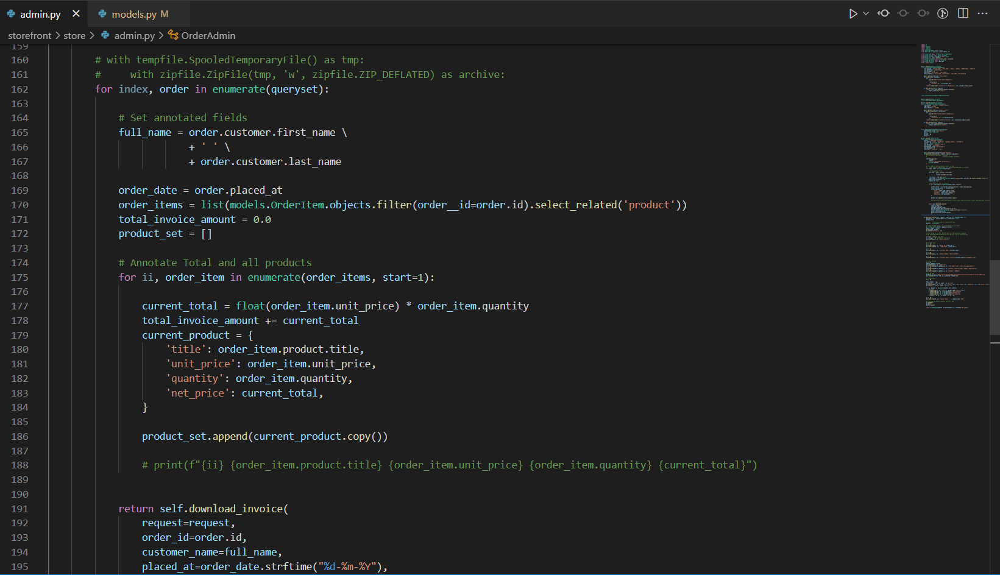 admin.py
models.py M
storefront > store > admin.py > OrderAdmin
159
160 # with tempfile.SpooledTemporaryFile() as tmp:
161 #     with zipfile.ZipFile(tmp, 'w', zipfile.ZIP_DEFLATED) as archive:
162 for index, order in enumerate(queryset):
163
164     # Set annotated fields
165     full_name = order.customer.first_name \
166                 + ' ' \
167                 + order.customer.last_name
168
169     order_date = order.placed_at
170     order_items = list(models.OrderItem.objects.filter(order__id=order.id).select_related('product'))
171     total_invoice_amount = 0.0
172     product_set = []
173
174     # Annotate Total and all products
175     for ii, order_item in enumerate(order_items, start=1):
176
177         current_total = float(order_item.unit_price) * order_item.quantity
178         total_invoice_amount += current_total
179         current_product = {
180             'title': order_item.product.title,
181             'unit_price': order_item.unit_price,
182             'quantity': order_item.quantity,
183             'net_price': current_total,
184         }
185
186         product_set.append(current_product.copy())
187
188         # print(f"{ii} {order_item.product.title} {order_item.unit_price} {order_item.quantity} {current_total}")
189
190
191     return self.download_invoice(
192         request=request,
193         order_id=order.id,
194         customer_name=full_name,
195         placed_at=order_date.strftime("%d-%m-%Y"),